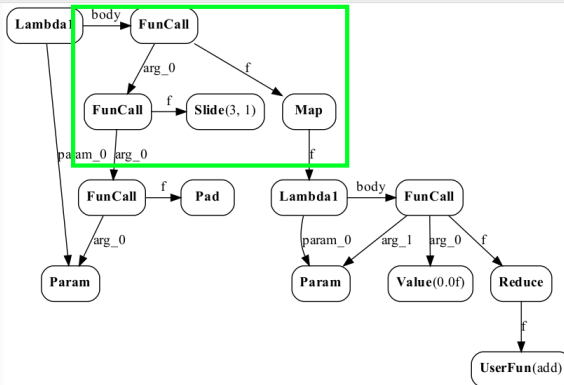 Lambda1
body
FunCall
arg_0
f
FunCall
f
Slide(3, 1)
Map
param_0
arg_0
f
FunCall
f
Pad
Lambda1
body
FunCall
arg_0
param_0
arg_1
arg_0
f
Param
Param
Value(0.0f)
Reduce
f
UserFun(add)